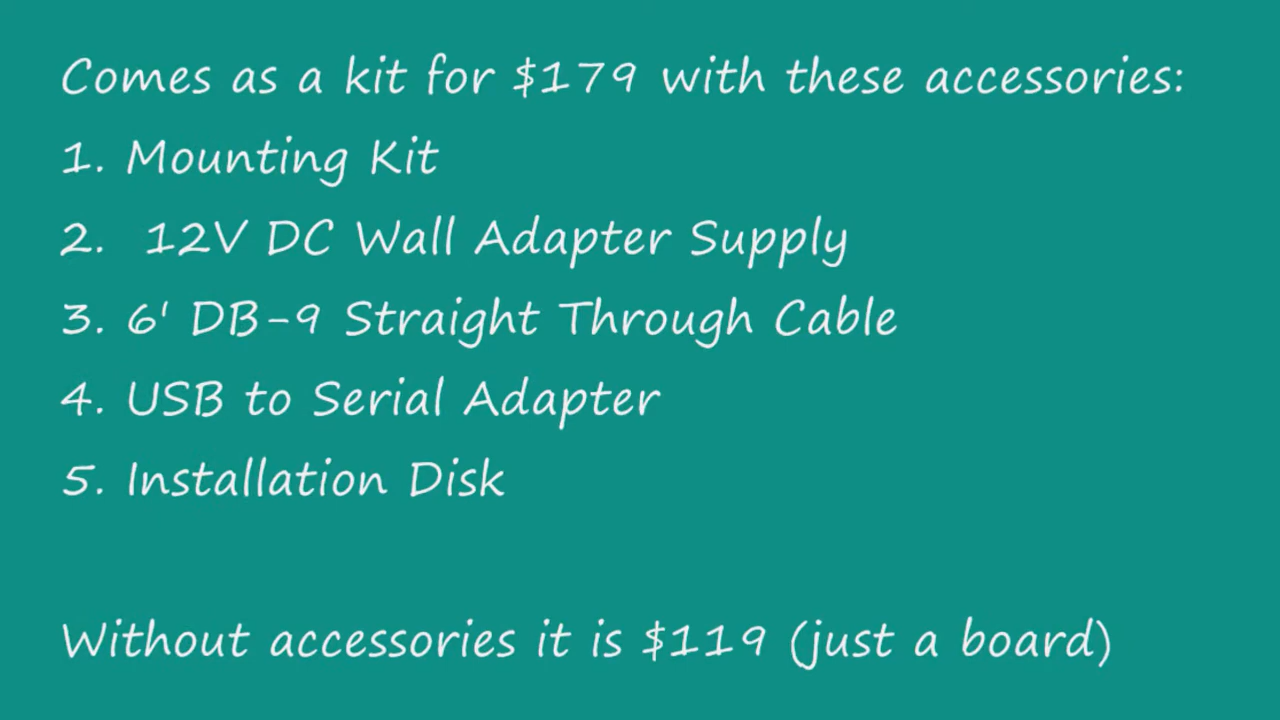 Comes as a kit for $179 with these accessories:
1. Mounting Kit
2. 12V DC Wall Adapter Supply
3. 6' DB-9 Straight Through Cable
4. USB to Serial Adapter
5. Installation Disk
Without accessories it is $119 (just a board)